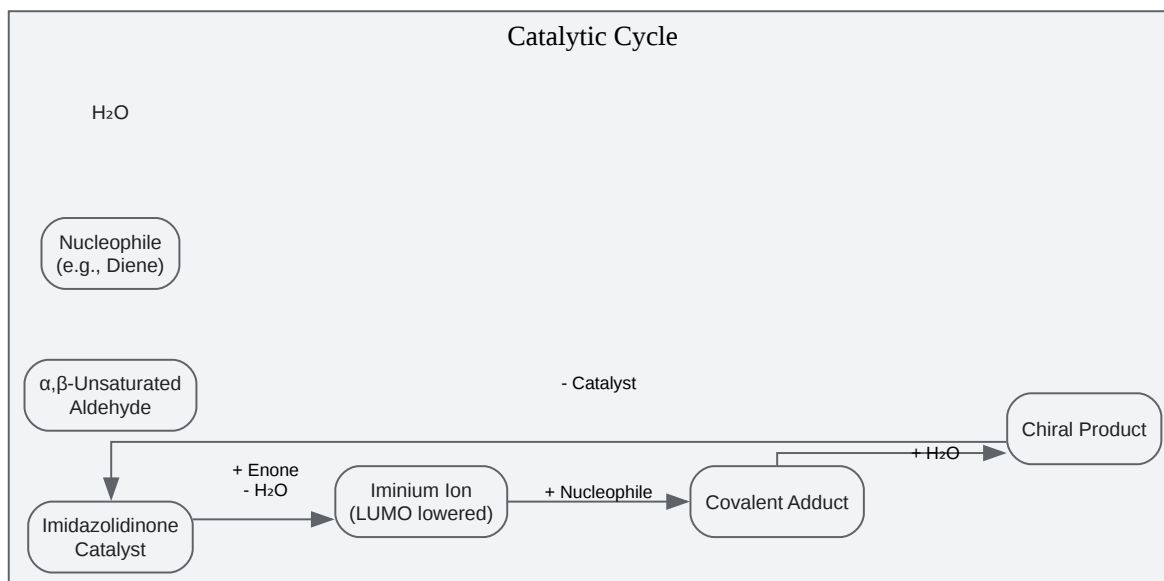 Catalytic Cycle
H₂O
Nucleophile
(e.g., Diene)
α,β-Unsaturated
Aldehyde
- Catalyst
Chiral Product
+ H₂O
+ Enone
- H₂O
Iminium Ion
(LUMO lowered)
+ Nucleophile
Covalent Adduct
Imidazolidinone
Catalyst